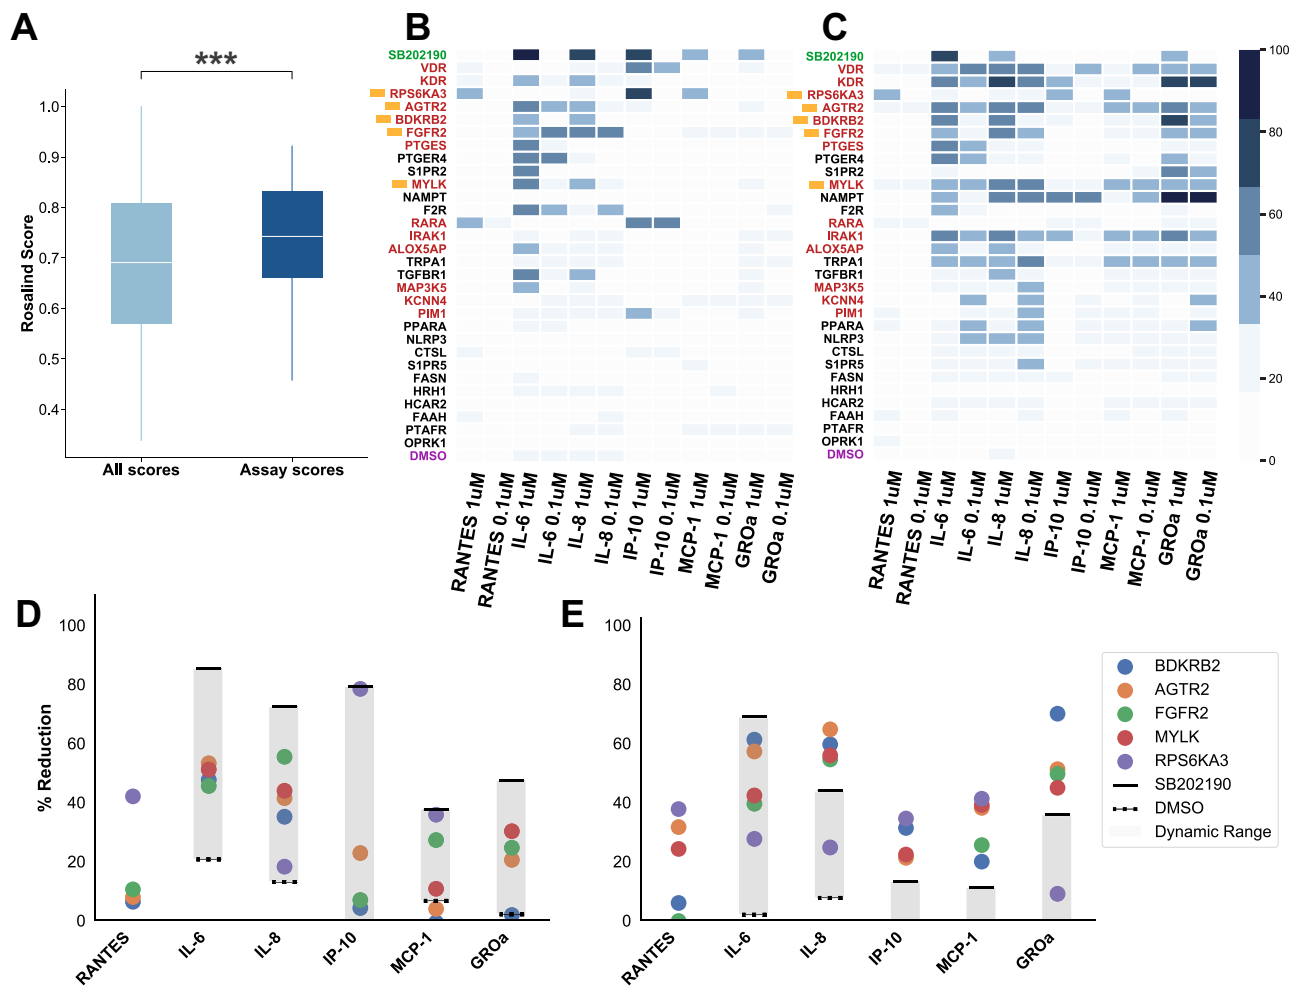 A
***
1.0
0.9
0.8
0.7
0.6
0.5
0.4
Rosalind Score
All scores
Assay scores
B
SB202190
VDR
KDR
RPS6KA3
AGTR2
BDKRB2
FGFR2
PTGES
PTGER4
S1PR2
MYLK
NAMPT
F2R
RARA
IRAK1
ALOX5AP
TRPA1
TGFBR1
MAP3K5
KCNN4
PIM1
PPARA
NLRP3
CTSL
S1PR5
FASN
HRH1
HCAR2
FAAH
PTAFR
OPRK1
DMSO
RANTES 1uM
RANTES 0.1uM
IL-6 1uM
IL-6 0.1uM
IL-8 1uM
IL-8 0.1uM
IP-10 1uM
IP-10 0.1uM
MCP-1 1uM
MCP-1 0.1uM
GROa 1uM
GROa 0.1uM
C
SB202190
VDR
KDR
RPS6KA3
AGTR2
BDKRB2
FGFR2
PTGES
PTGER4
S1PR2
MYLK
NAMPT
F2R
RARA
IRAK1
ALOX5AP
TRPA1
TGFBR1
MAP3K5
KCNN4
PIM1
PPARA
NLRP3
CTSL
S1PR5
FASN
HRH1
HCAR2
FAAH
PTAFR
OPRK1
DMSO
RANTES 1uM
RANTES 0.1uM
IL-6 1uM
IL-6 0.1uM
IL-8 1uM
IL-8 0.1uM
IP-10 1uM
IP-10 0.1uM
MCP-1 1uM
MCP-1 0.1uM
GROa 1uM
GROa 0.1uM
100
80
60
40
20
0
D
100
80
60
40
20
0
% Reduction
RANTES
IL-6
IL-8
IP-10
MCP-1
GROa
E
100
80
60
40
20
0
RANTES
IL-6
IL-8
IP-10
MCP-1
GROa
BDKRB2
AGTR2
FGFR2
MYLK
RPS6KA3
SB202190
DMSO
Dynamic Range